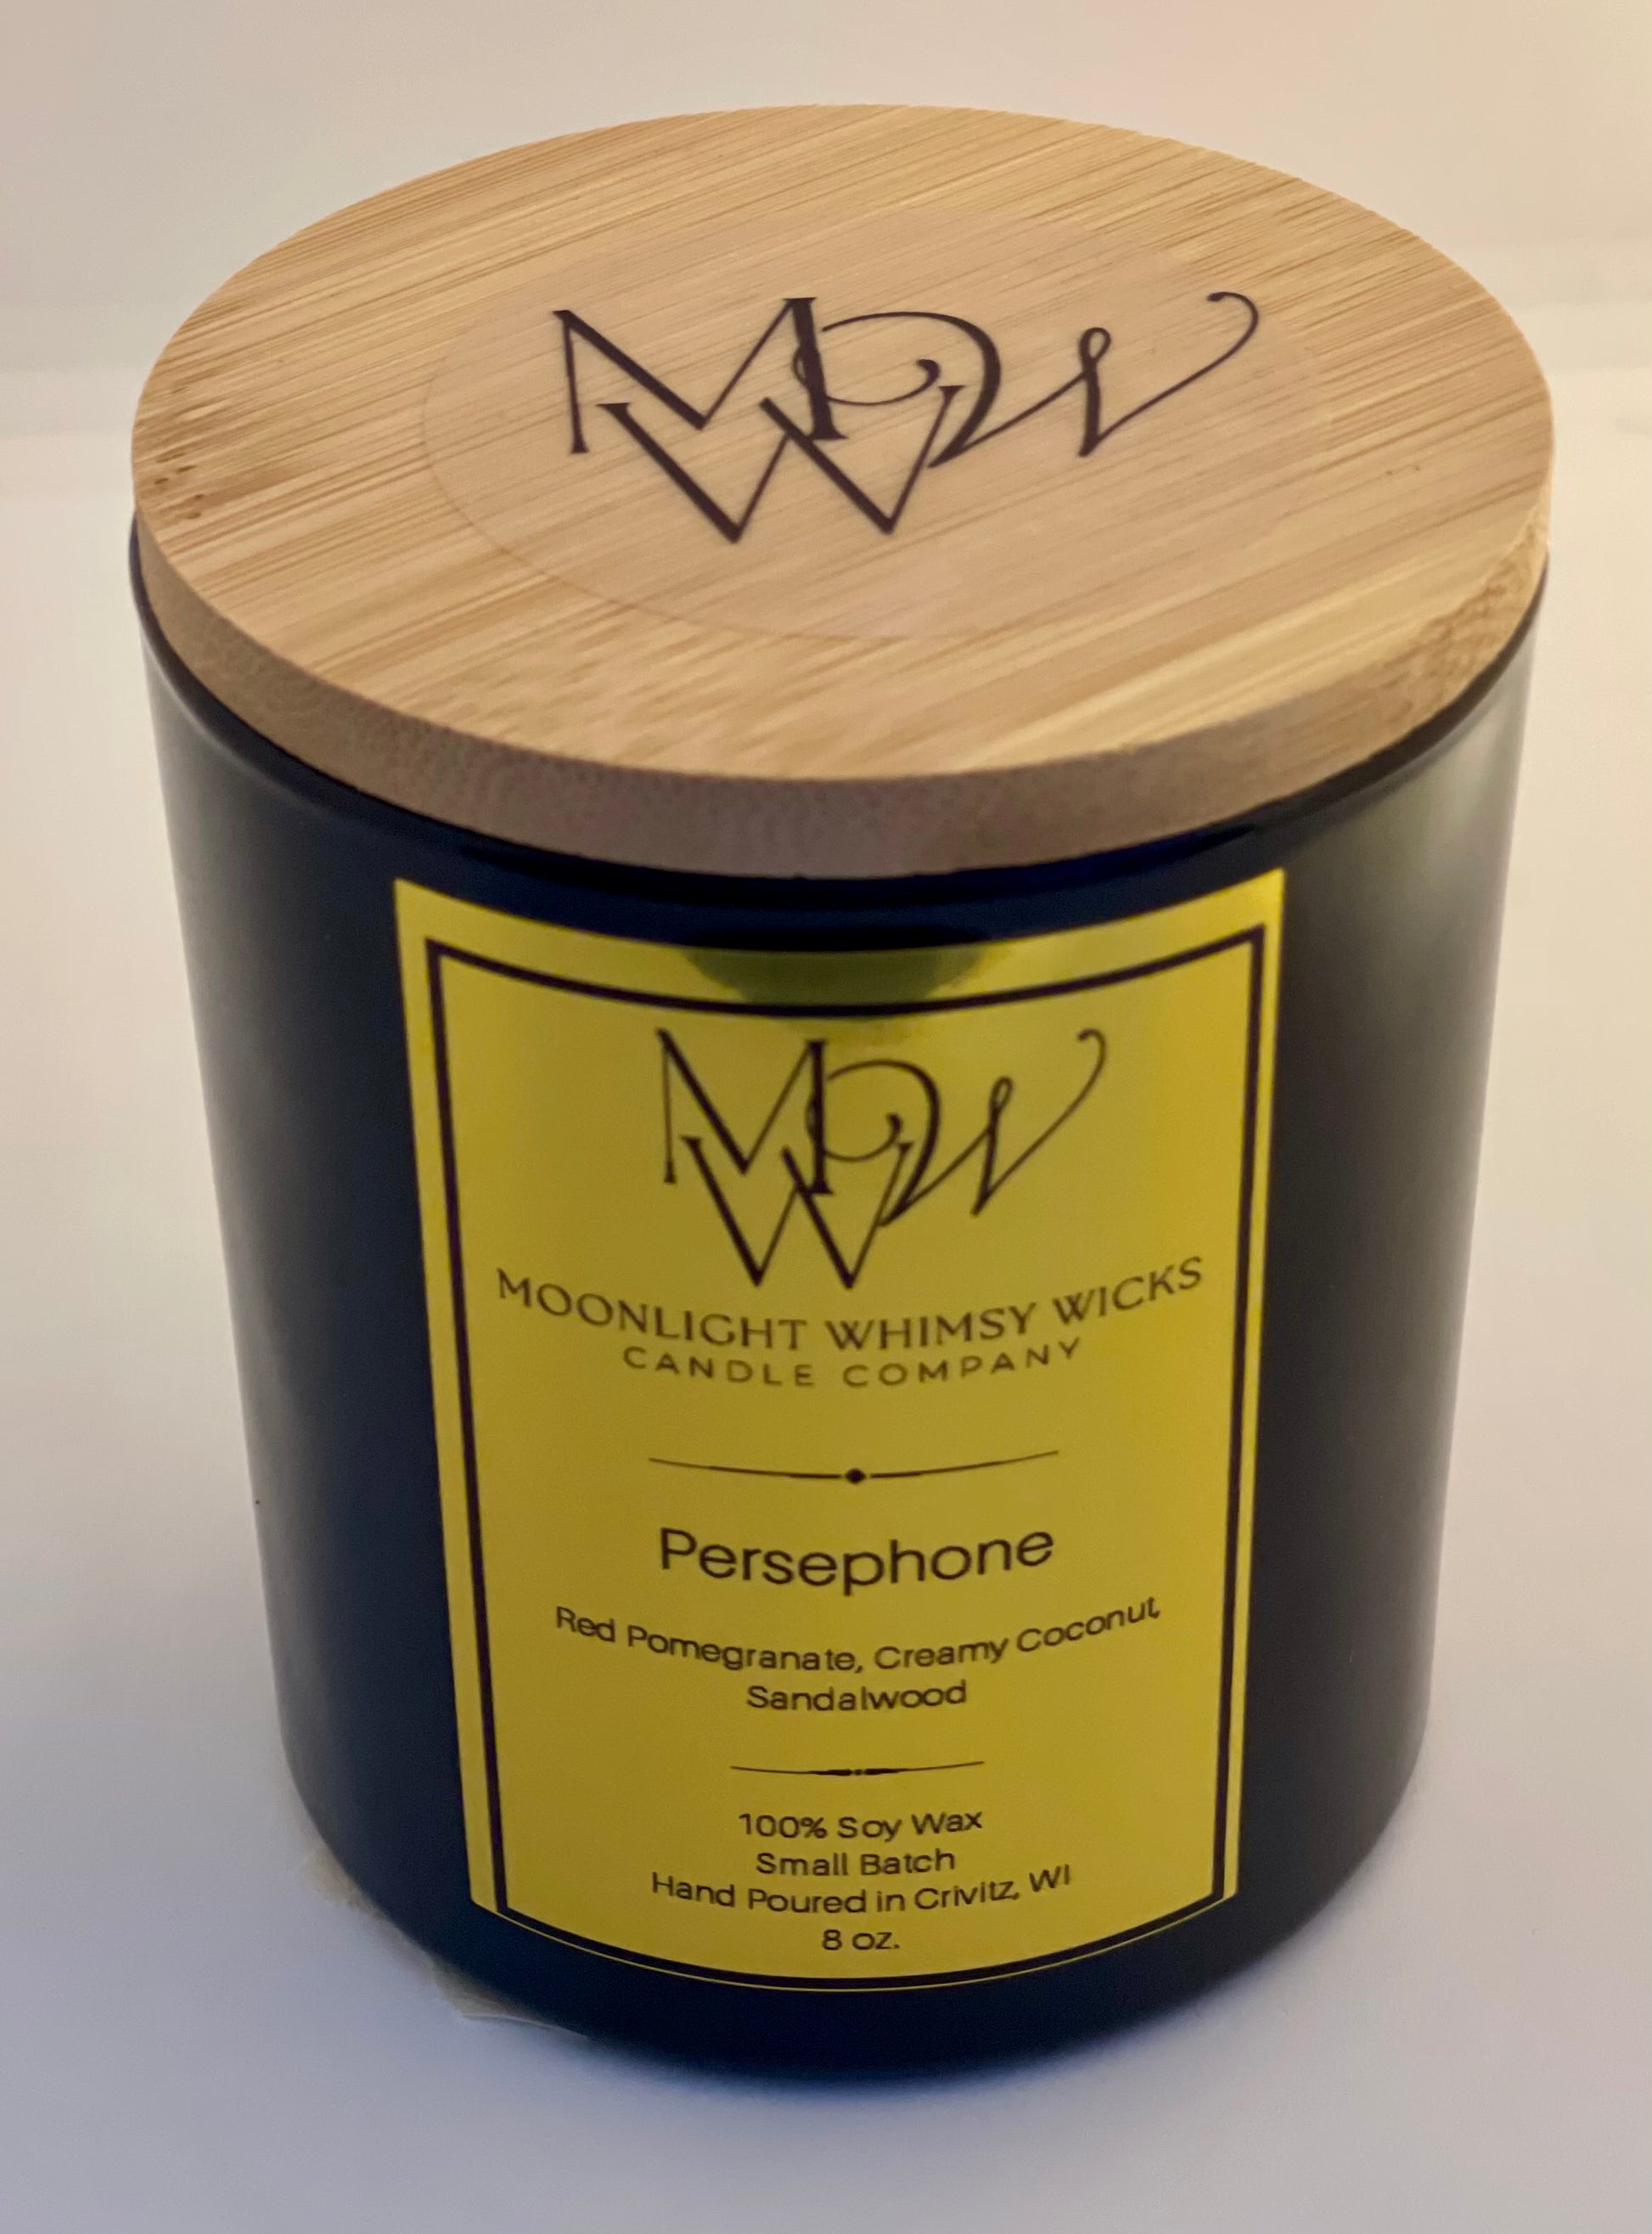 MWW
MWW
MOONLIGHT WHIMSY WICKS
CANDLE COMPANY
Persephone
Red Pomegranate, Creamy Coconut,
Sandalwood
100% Soy Wax
Small Batch
Hand Poured in Crivitz, WI
8 oz.